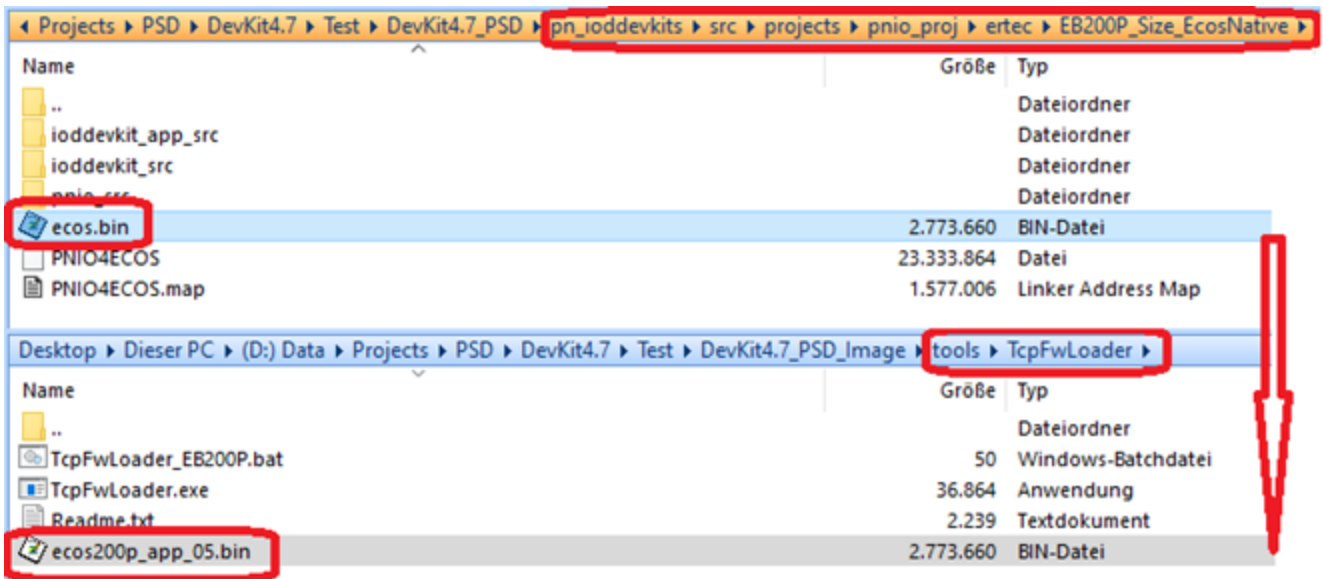 Projects ▸ PSD ▸ DevKit4.7 ▸ Test ▸ DevKit4.7_PSD ▸ pn_ioddevkits ▸ src ▸ projects ▸ pnio_proj ▸ ertec ▸ EB200P_Size_EcosNative ▸
Name Größe Typ
.. Dateiordner
ioddevkit_app_src Dateiordner
ioddevkit_src Dateiordner
pnio_src Dateiordner
ecos.bin 2.773.660 BIN-Datei
PNIO4ECOS 23.333.864 Datei
PNIO4ECOS.map 1.577.006 Linker Address Map
Desktop ▸ Dieser PC ▸ (D:) Data ▸ Projects ▸ PSD ▸ DevKit4.7 ▸ Test ▸ DevKit4.7_PSD_Image ▸ tools ▸ TcpFwLoader ▸
Name Größe Typ
.. Dateiordner
TcpFwLoader_EB200P.bat 50 Windows-Batchdatei
TcpFwLoader.exe 36.864 Anwendung
Readme.txt 2.239 Textdokument
ecos200p_app_05.bin 2.773.660 BIN-Datei